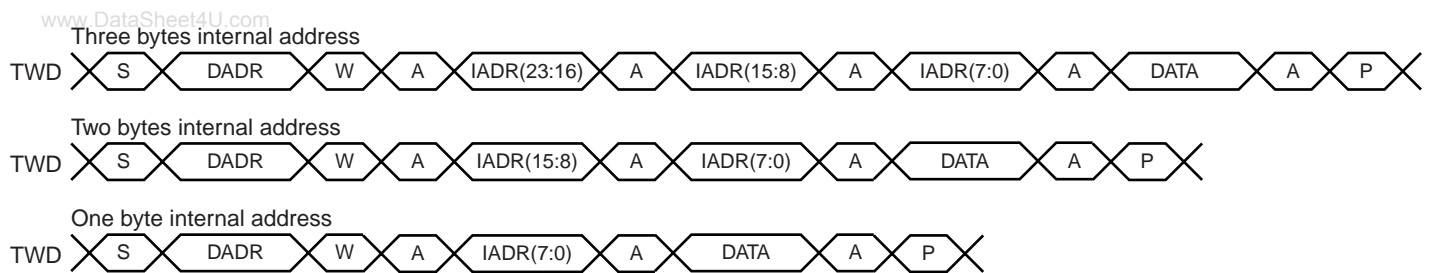 www.DataSheet4U.com
Three bytes internal address
TWD S DADR W A IADR(23:16) A IADR(15:8) A IADR(7:0) A DATA A P
Two bytes internal address
TWD S DADR W A IADR(15:8) A IADR(7:0) A DATA A P
One byte internal address
TWD S DADR W A IADR(7:0) A DATA A P